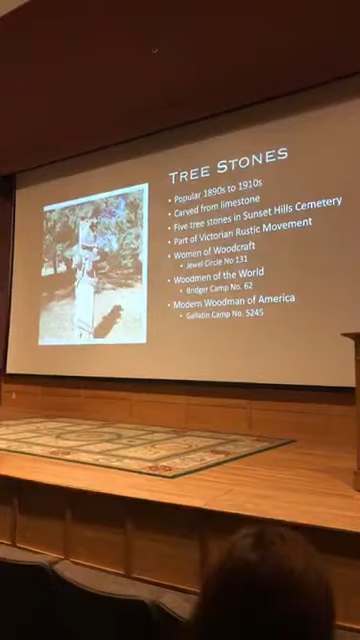 TREE STONES
• Popular 1890s to 1910s
• Carved from limestone
• Five tree stones in Sunset Hills Cemetery
• Part of Victorian Rustic Movement
• Women of Woodcraft
• Jewel Circle No 131
• Woodmen of the World
• Bridger Camp No. 62
• Modern Woodman of America
• Gallatin Camp No. 5245